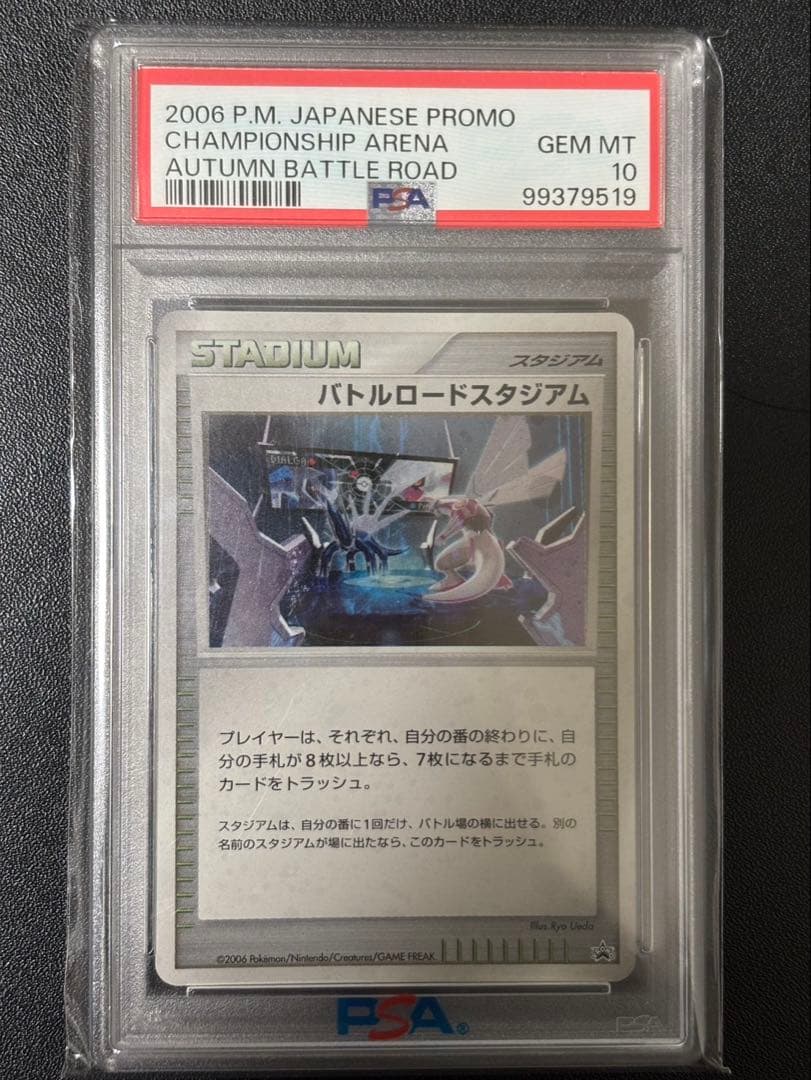 2006 P.M. JAPANESE PROMO
CHAMPIONSHIP ARENA GEM MT
AUTUMN BATTLE ROAD 10
PSA 99379519
STADIUM スタジアム
バトルロードスタジアム
DIALGA
プレイヤーは、それぞれ、自分の番の終わりに、自
分の手札が8枚以上なら、7枚になるまで手札の
カードをトラッシュ。
スタジアムは、自分の番に1回だけ、バトル場の横に出せる。別の
名前のスタジアムが場に出たなら、このカードをトラッシュ。
Illus.Ryo Ueda
©2006 Pokémon/Nintendo/Creatures/GAME FREAK
PSA®
PSA